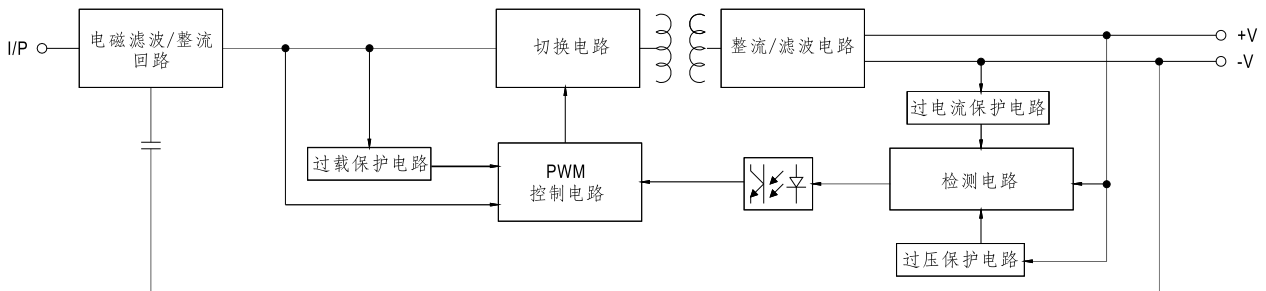 I/P
电磁滤波/整流
回路
切换电路
整流/滤波电路
+V
-V
过电流保护电路
过载保护电路
PWM
控制电路
检测电路
过压保护电路